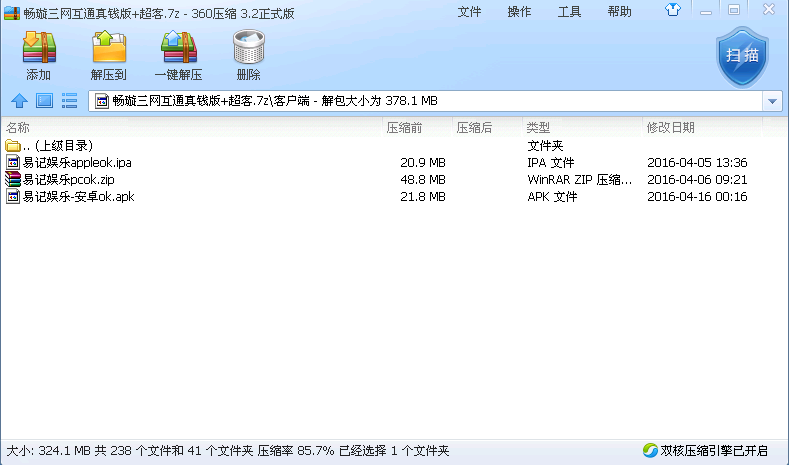 畅璇三网互通真钱版+超客.7z - 360压缩 3.2正式版 文件 操作 工具 帮助
添加 解压到 一键解压 删除 扫描
畅璇三网互通真钱版+超客.7z\客户端 - 解包大小为 378.1 MB
名称 压缩前 压缩后 类型 修改日期
.. (上级目录) 文件夹
易记娱乐appleok.ipa 20.9 MB IPA 文件 2016-04-05 13:36
易记娱乐pcok.zip 48.8 MB WinRAR ZIP 压缩... 2016-04-06 09:21
易记娱乐-安卓ok.apk 21.8 MB APK 文件 2016-04-16 00:16
大小: 324.1 MB 共 238 个文件和 41 个文件夹 压缩率 85.7% 已经选择 1 个文件夹 双核压缩引擎已开启